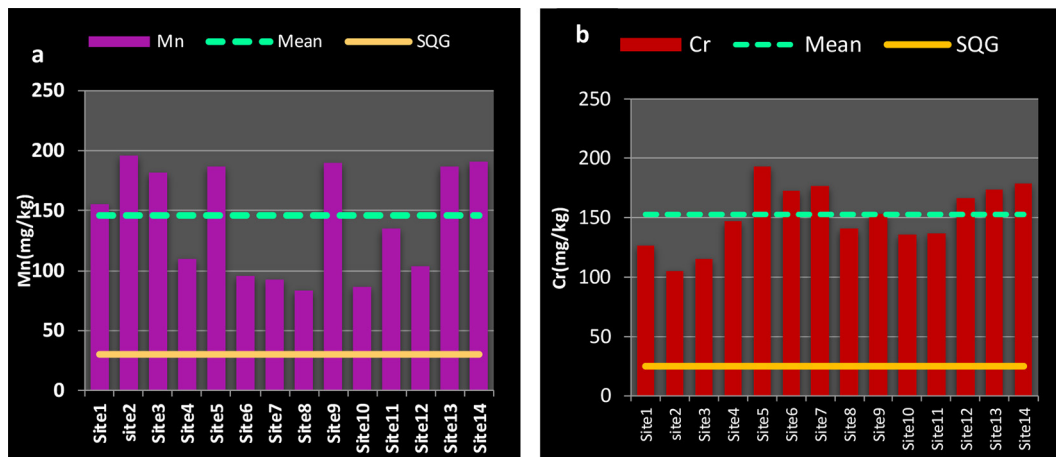 a
Mn Mean SQG
Mn(mg/kg)
250
200
150
100
50
0
Site1 site2 Site3 Site4 Site5 Site6 Site7 Site8 Site9 Site10 Site11 Site12 Site13 Site14
b
Cr Mean SQG
Cr(mg/kg)
250
200
150
100
50
0
Site1 site2 Site3 Site4 Site5 Site6 Site7 Site8 Site9 Site10 Site11 Site12 Site13 Site14